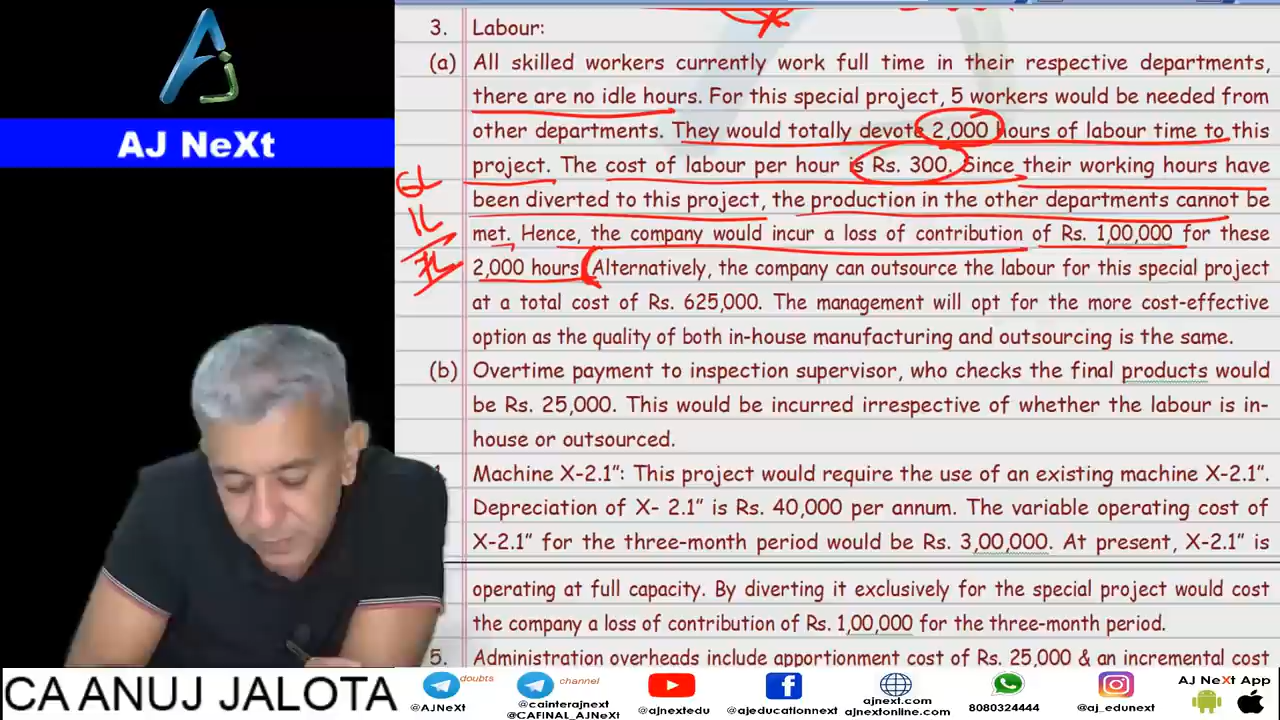 AJ NeXt
3. Labour:
(a) All skilled workers currently work full time in their respective departments,
there are no idle hours. For this special project, 5 workers would be needed from
other departments. They would totally devote 2,000 hours of labour time to this
project. The cost of labour per hour is Rs. 300. Since their working hours have
been diverted to this project, the production in the other departments cannot be
met. Hence, the company would incur a loss of contribution of Rs. 1,00,000 for these
2,000 hours. Alternatively, the company can outsource the labour for this special project
at a total cost of Rs. 625,000. The management will opt for the more cost-effective
option as the quality of both in-house manufacturing and outsourcing is the same.
6L
1L
7L
(b) Overtime payment to inspection supervisor, who checks the final products would
be Rs. 25,000. This would be incurred irrespective of whether the labour is in-
house or outsourced.
Machine X-2.1”: This project would require the use of an existing machine X-2.1”.
Depreciation of X- 2.1” is Rs. 40,000 per annum. The variable operating cost of
X-2.1” for the three-month period would be Rs. 3,00,000. At present, X-2.1” is
operating at full capacity. By diverting it exclusively for the special project would cost
the company a loss of contribution of Rs. 1,00,000 for the three-month period.
5. Administration overheads include apportionment cost of Rs. 25,000 & an incremental cost
CA ANUJ JALOTA
doubts
@AJNeXt
channel
@cainterajnext
@CAFINAL_AJNeXt
@ajnextedu
@ajeducationnext
ajnext.com
ajnextonline.com
8080324444
@aj_edunext
AJ NeXt App